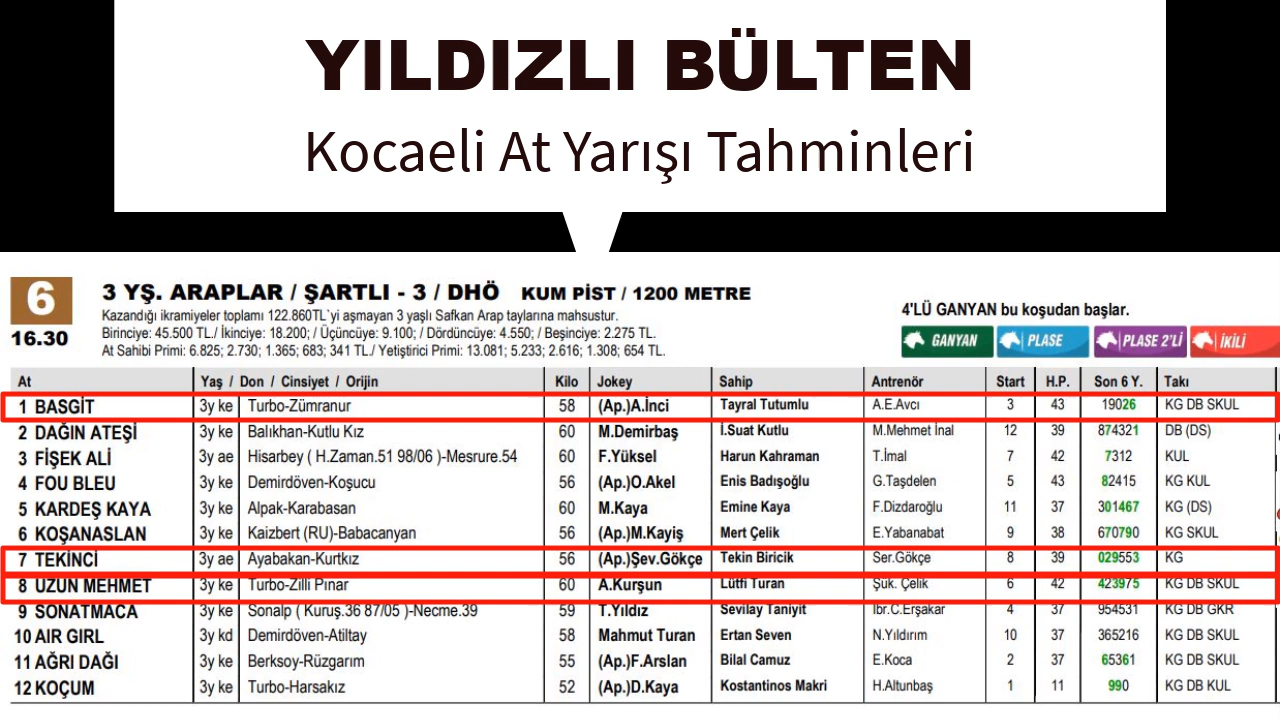 YILDIZLI BÜLTEN
Kocaeli At Yarışı Tahminleri
6
16.30
3 YŞ. ARAPLAR / ŞARTLI - 3 / DHÖ KUM PİST / 1200 METRE
Kazandığı ikramiyeler toplamı 122.860TL`yi aşmayan 3 yaşlı Safkan Arap taylarına mahsustur.
Birinciye: 45.500 TL./ İkinciye: 18.200; / Üçüncüye: 9.100; / Dördüncüye: 4.550; / Beşinciye: 2.275 TL.
At Sahibi Primi: 6.825; 2.730; 1.365; 683; 341 TL./ Yetiştirici Primi: 13.081; 5.233; 2.616; 1.308; 654 TL.
4'LÜ GANYAN bu koşudan başlar.
GANYAN PLASE PLASE 2'Lİ İKİLİ
At Yaş / Don / Cinsiyet / Orijin Kilo Jokey Sahip Antrenör Start H.P. Son 6 Y. Takı
1 BASGİT 3y ke Turbo-Zümranur 58 (Ap.)A.İnci Tayral Tutumlu A.E.Avcı 3 43 19026 KG DB SKUL
2 DAĞIN ATEŞİ 3y ke Balıkhan-Kutlu Kız 60 M.Demirbaş İ.Suat Kutlu M.Mehmet İnal 12 39 874321 DB (DS)
3 FİŞEK ALİ 3y ae Hisarbey ( H.Zaman.51 98/06 )-Mesrure.54 60 F.Yüksel Harun Kahraman T.İmal 7 42 7312 KUL
4 FOU BLEU 3y ke Demirdöven-Koşucu 56 (Ap.)O.Akel Enis Badışoğlu G.Taşdelen 5 43 82415 KG KUL
5 KARDEŞ KAYA 3y ke Alpak-Karabasan 60 M.Kaya Emine Kaya F.Dizdaroğlu 11 37 301467 KG (DS)
6 KOŞANASLAN 3y ke Kaizbert (RU)-Babacanyan 56 (Ap.)M.Kayiş Mert Çelik E.Yabanabat 9 38 670790 KG SKUL
7 TEKİNCİ 3y ae Ayabakan-Kurtkız 56 (Ap.)Şev.Gökçe Tekin Biricik Ser.Gökçe 8 39 029553 KG
8 UZUN MEHMET 3y ke Turbo-Zilli Pınar 60 A.Kurşun Lütfi Turan Şük. Çelik 6 42 423975 KG DB SKUL
9 SONATMACA 3y ke Sonalp ( Kuruş.36 87/05 )-Necme.39 59 T.Yıldız Sevilay Taniyit İbr.C.Erşakar 4 37 954531 KG DB GKR
10 AIR GIRL 3y kd Demirdöven-Atiltay 58 Mahmut Turan Ertan Seven N.Yıldırım 10 37 365216 KG DB SKUL
11 AĞRI DAĞI 3y ke Berksoy-Rüzgarım 55 (Ap.)F.Arslan Bilal Camuz E.Koca 2 37 65361 KG DB SKUL
12 KOÇUM 3y ke Turbo-Harsakız 52 (Ap.)D.Kaya Kostantinos Makri H.Altunbaş 1 11 990 KG DB KUL